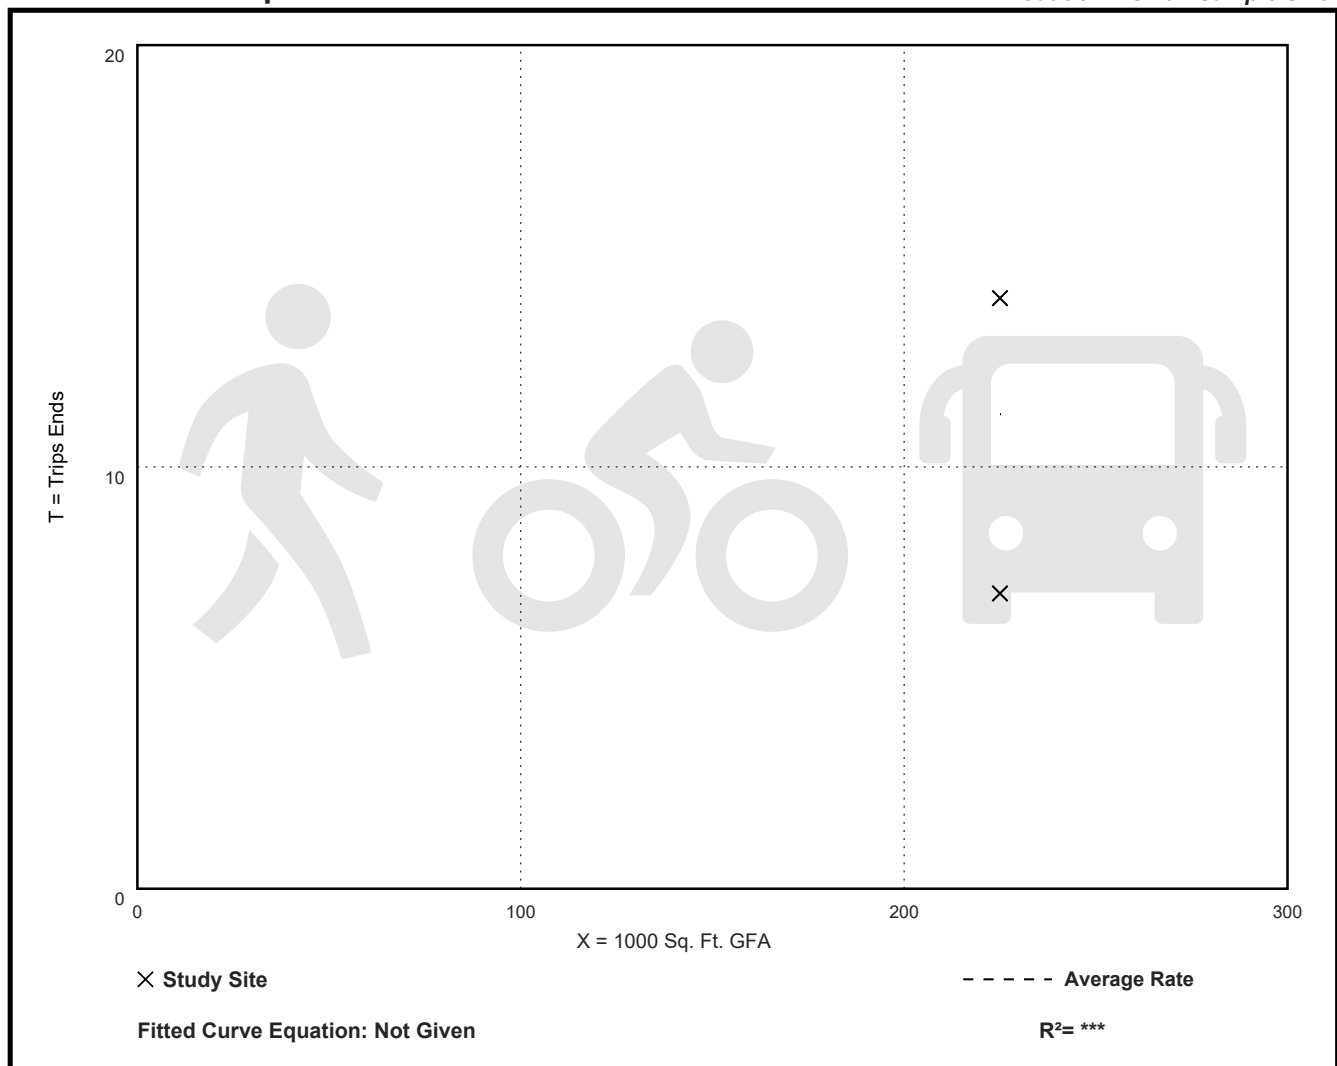 20
10
0
T = Trips Ends
0 100 200 300
X = 1000 Sq. Ft. GFA
Study Site
Average Rate
Fitted Curve Equation: Not Given
R²= ***